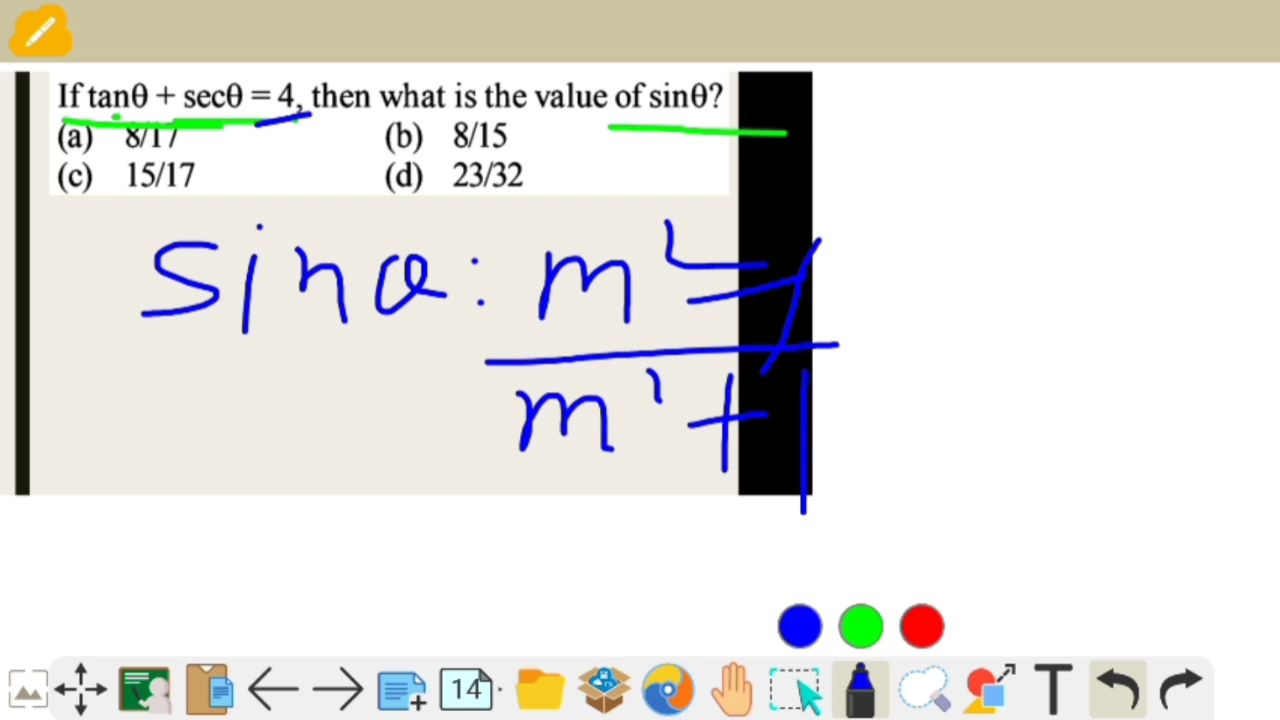 If tanθ + secθ = 4, then what is the value of sinθ?
(a) 8/17 (b) 8/15
(c) 15/17 (d) 23/32
sinθ : m² - 1
m² + 1
14
T